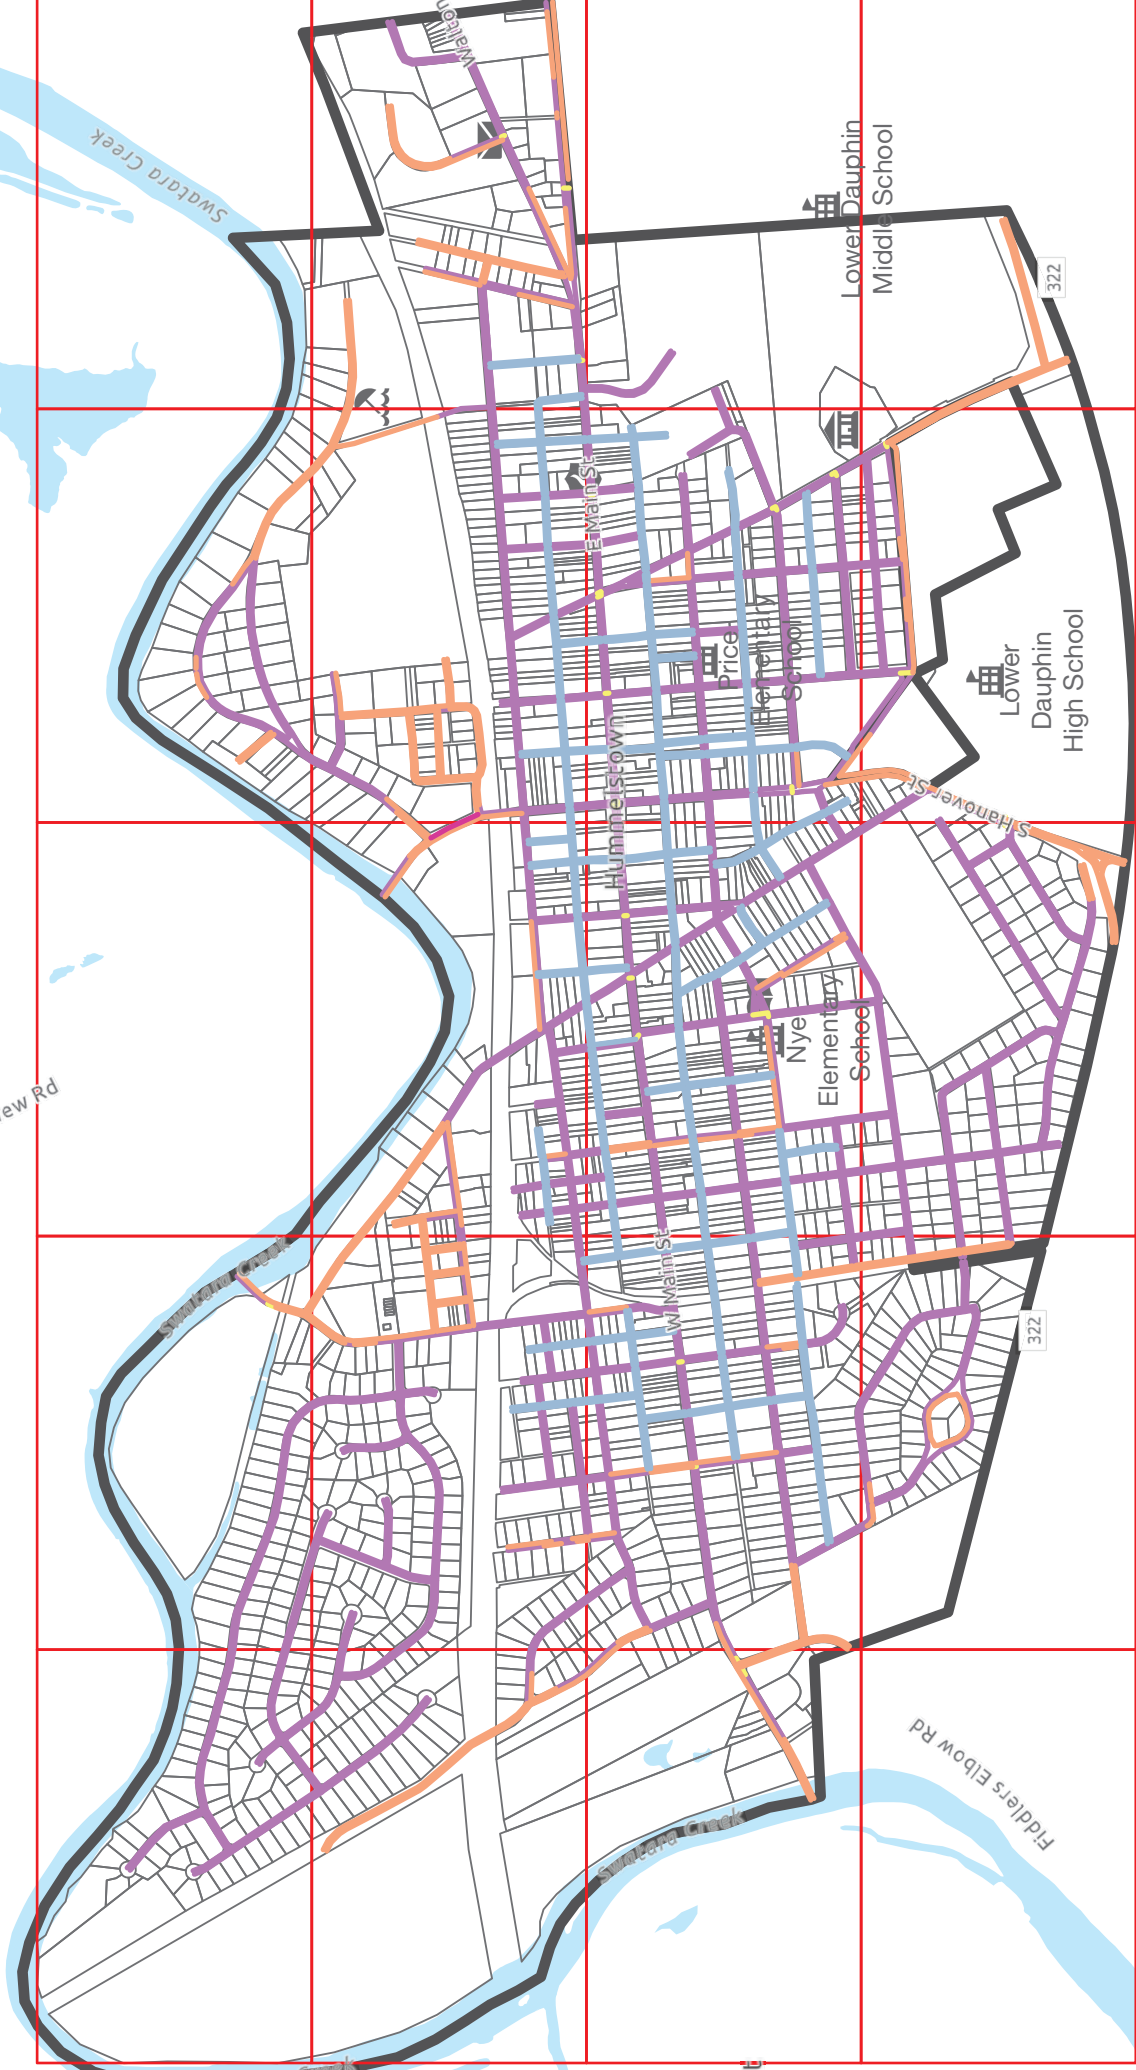 Walton
Swatara Creek
Lower Dauphin
Middle School
322
E Main St
Price
Elementary
School
Lower
Dauphin
High School
Hummelstown
S Hanover St
Nye
Elementary
School
ew Rd
Swatara Creek
W Main St
322
Fiddlers Elbow Rd
Swatara Creek